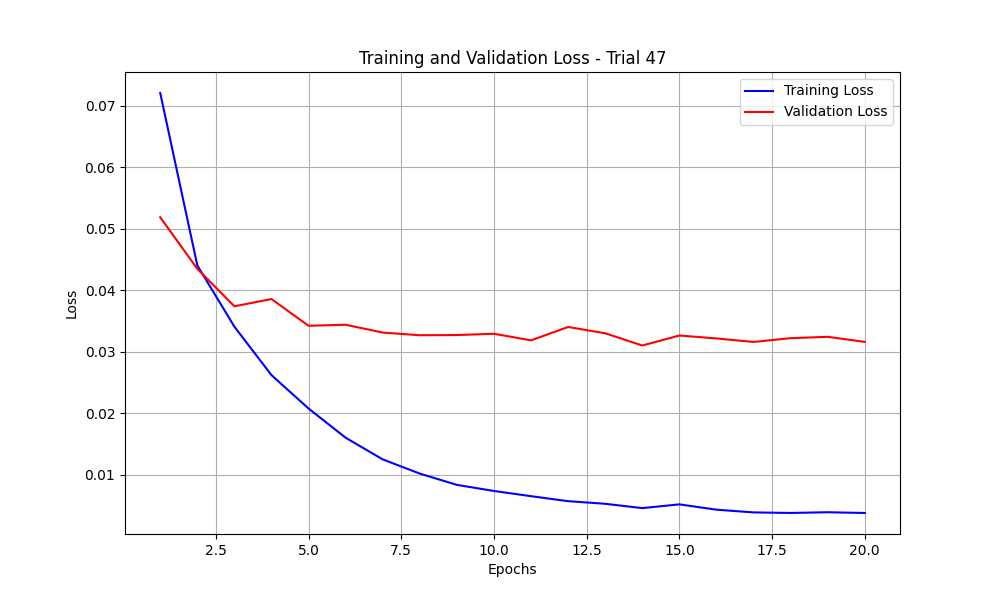 Training and Validation Loss - Trial 47
Training Loss
Validation Loss
Loss
0.07
0.06
0.05
0.04
0.03
0.02
0.01
2.5 5.0 7.5 10.0 12.5 15.0 17.5 20.0
Epochs